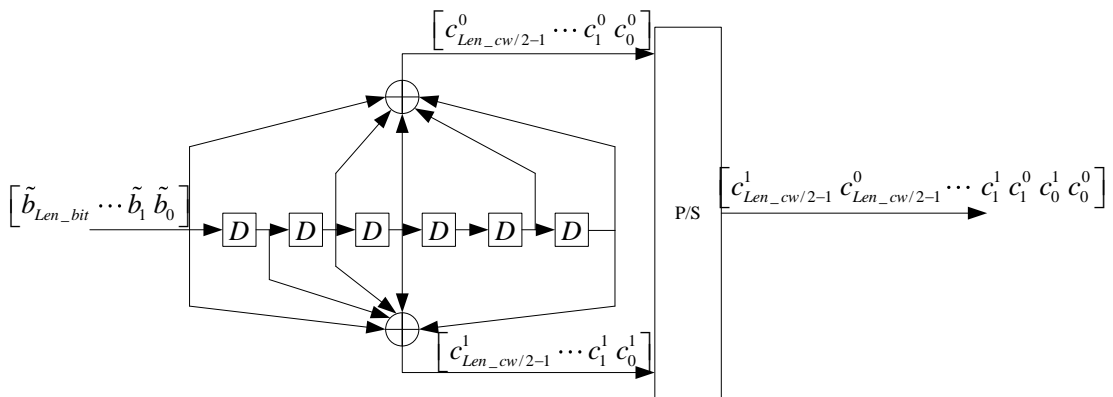 [c^0_{Len_cw/2−1} ⋯ c^0_1 c^0_0]
[b̃_{Len_bit} ⋯ b̃_1 b̃_0]
D D D D D D
P/S
[c^1_{Len_cw/2−1} c^0_{Len_cw/2−1} ⋯ c^1_1 c^0_1 c^1_0 c^0_0]
[c^1_{Len_cw/2−1} ⋯ c^1_1 c^1_0]